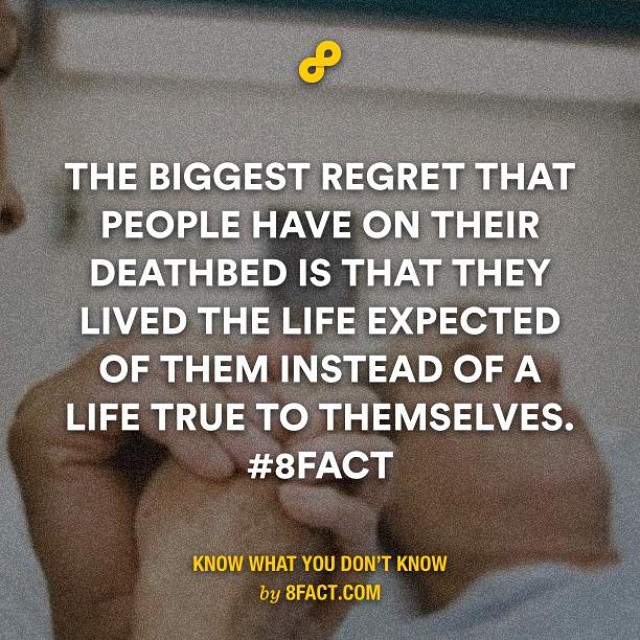 THE BIGGEST REGRET THAT
PEOPLE HAVE ON THEIR
DEATHBED IS THAT THEY
LIVED THE LIFE EXPECTED
OF THEM INSTEAD OF A
LIFE TRUE TO THEMSELVES.
#8FACT
KNOW WHAT YOU DON'T KNOW
by 8FACT.COM